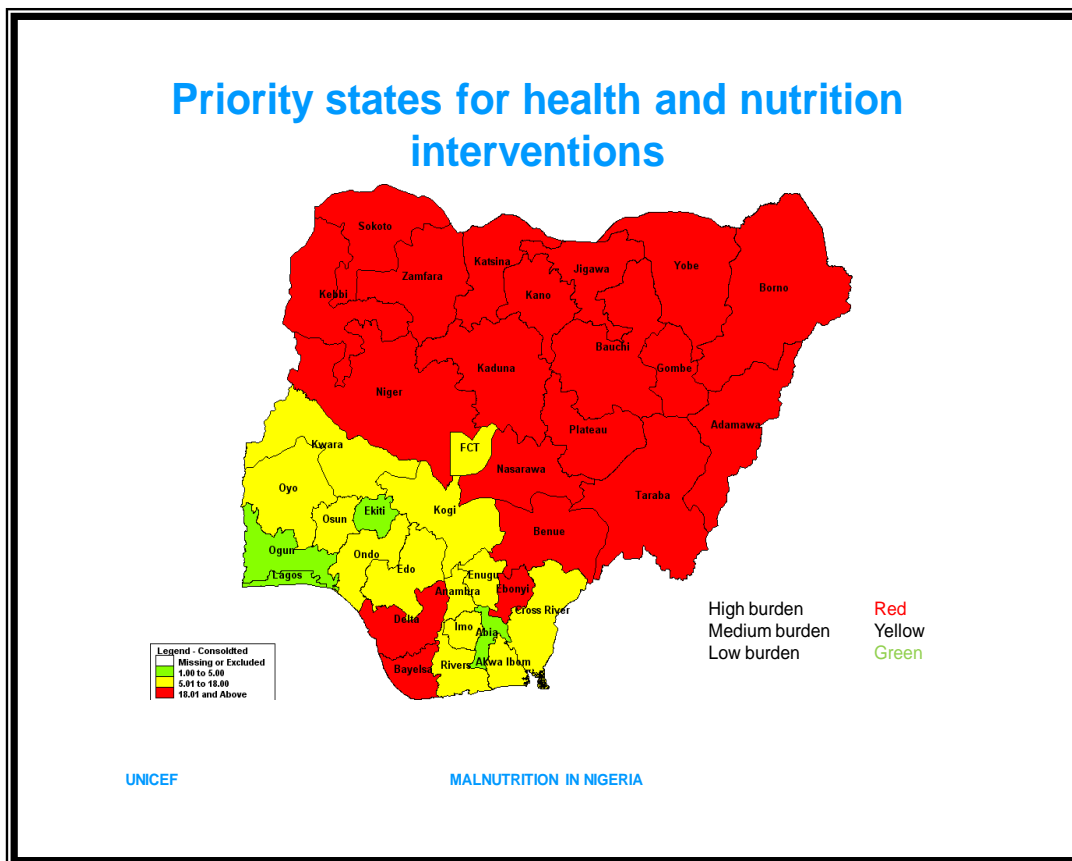 Priority states for health and nutrition
interventions
Sokoto
Katsina
Jigawa
Yobe
Zamfara
Borno
Kebbi
Kano
Bauchi
Kaduna
Gombe
Niger
Adamawa
Plateau
Kwara
FCT
Nasarawa
Oyo
Taraba
Ekiti
Kogi
Osun
Benue
Ogun
Ondo
Edo
Lagos
Enugu
Anambra
Ebonyi
Cross River
Delta
Imo
Abia
Bayelsa
Rivers
Akwa Ibom
High burden Red
Medium burden Yellow
Low burden Green
Legend - Consoldted
Missing or Excluded
1.00 to 5.00
5.01 to 18.00
18.01 and Above
UNICEF MALNUTRITION IN NIGERIA